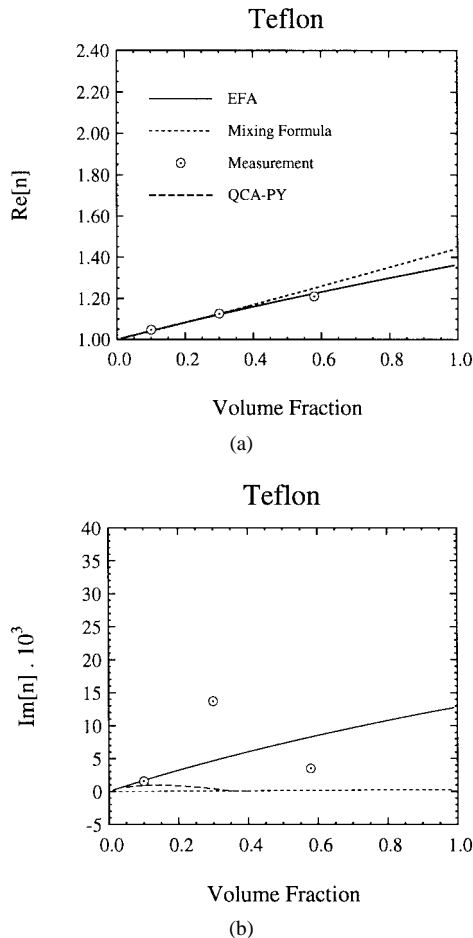 Teflon
2.40
2.20
2.00
1.80
1.60
1.40
1.20
1.00
Re[n]
EFA
Mixing Formula
Measurement
QCA-PY
0.0 0.2 0.4 0.6 0.8 1.0
Volume Fraction
(a)
Teflon
40
35
30
25
20
15
10
5
0
-5
Im[n] . 10³
0.0 0.2 0.4 0.6 0.8 1.0
Volume Fraction
(b)